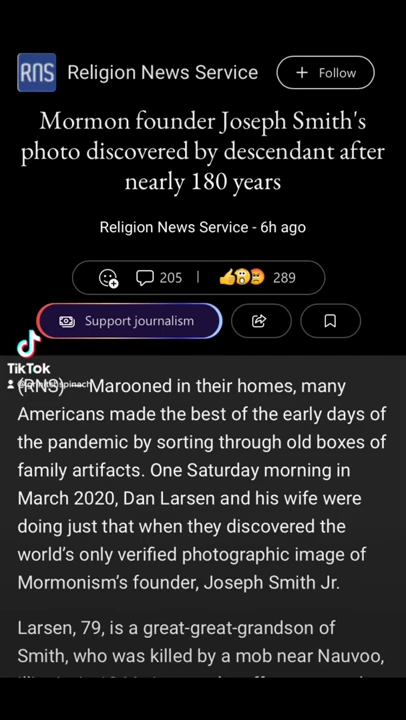 RNS
Religion News Service
+ Follow
Mormon founder Joseph Smith's
photo discovered by descendant after
nearly 180 years
Religion News Service - 6h ago
205
289
Support journalism
TikTok
(RNS) — Marooned in their homes, many
Americans made the best of the early days of
the pandemic by sorting through old boxes of
family artifacts. One Saturday morning in
March 2020, Dan Larsen and his wife were
doing just that when they discovered the
world's only verified photographic image of
Mormonism's founder, Joseph Smith Jr.
Larsen, 79, is a great-great-grandson of
Smith, who was killed by a mob near Nauvoo,